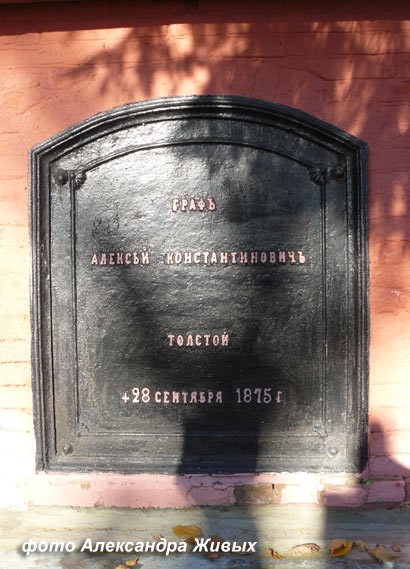 ГРАФЪ
АЛЕКСѢЙ КОНСТАНТИНОВИЧЪ
ТОЛСТОЙ
+ 28 СЕНТЯБРЯ 1875 Г.
фото Александра Живых